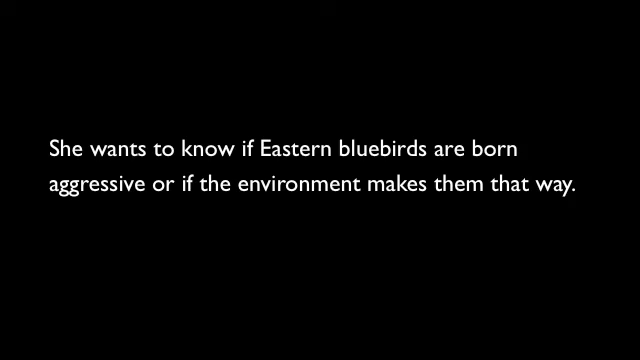 She wants to know if Eastern bluebirds are born
aggressive or if the environment makes them that way.